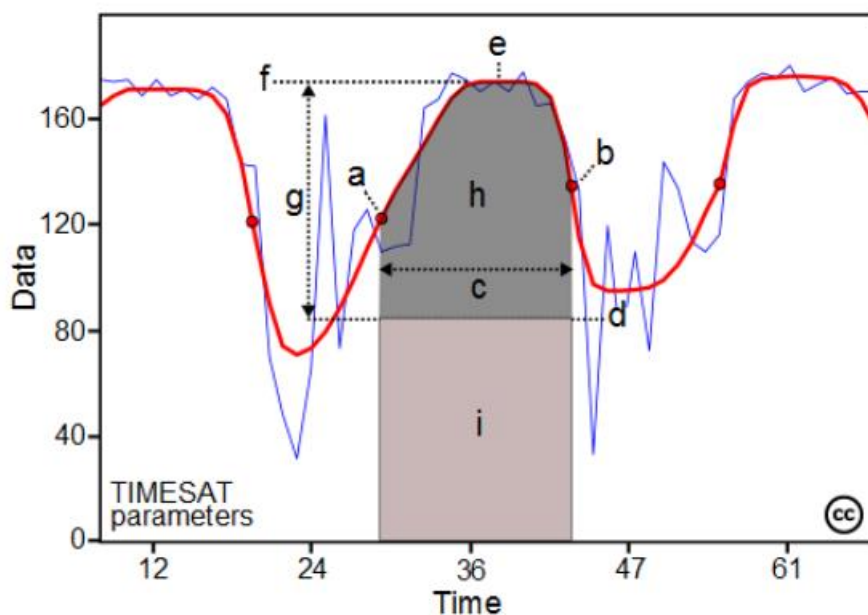 e
f
160
b
a
g
h
120
Data
c
d
80
40
i
TIMESAT
parameters
cc
0
12
24
36
47
61
Time